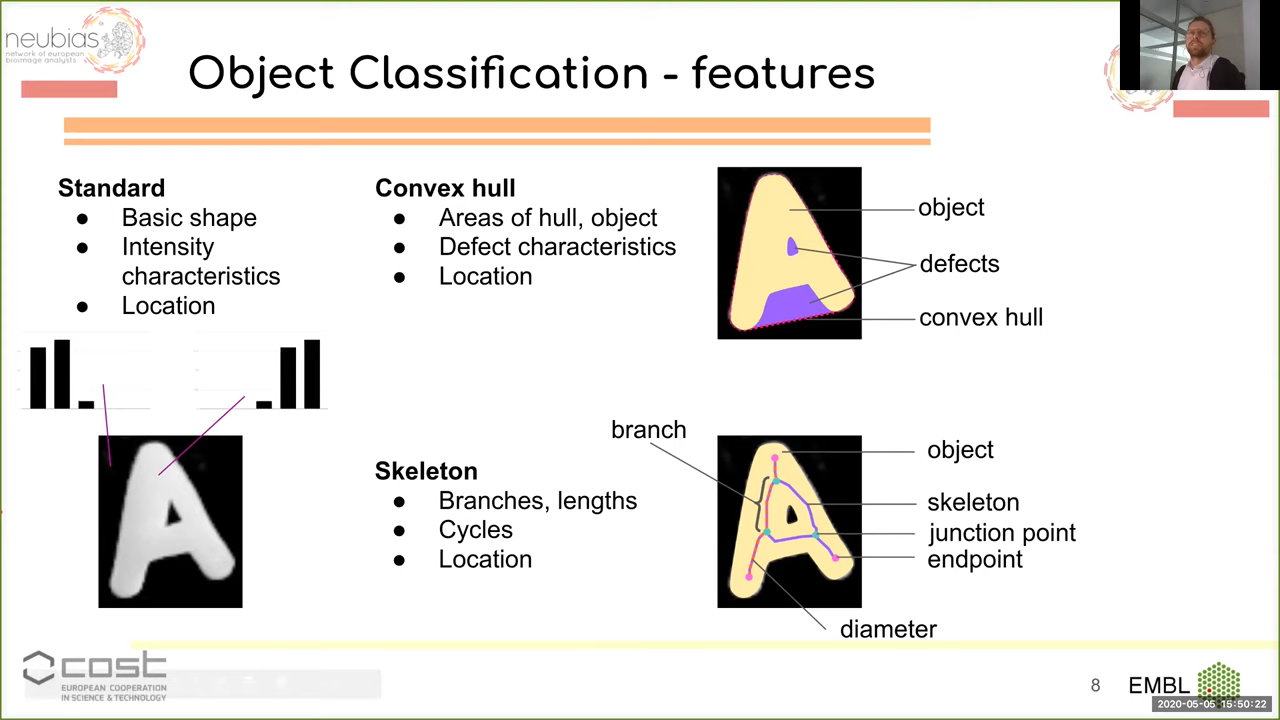 neubias
network of european
bioimage analysts
Object Classification - features
Standard
● Basic shape
● Intensity
characteristics
● Location
Convex hull
● Areas of hull, object
● Defect characteristics
● Location
object
defects
convex hull
Skeleton
● Branches, lengths
● Cycles
● Location
branch
object
skeleton
junction point
endpoint
diameter
cost
EUROPEAN COOPERATION
IN SCIENCE & TECHNOLOGY
8
EMBL
2020-05-05 15:50:22